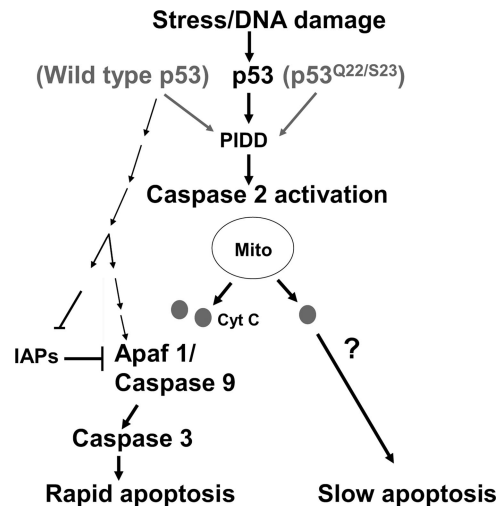 Stress/DNA damage
(Wild type p53) p53 (p53Q22/S23)
PIDD
Caspase 2 activation
Mito
Cyt C
?
IAPs
Apaf 1/
Caspase 9
Caspase 3
Rapid apoptosis
Slow apoptosis